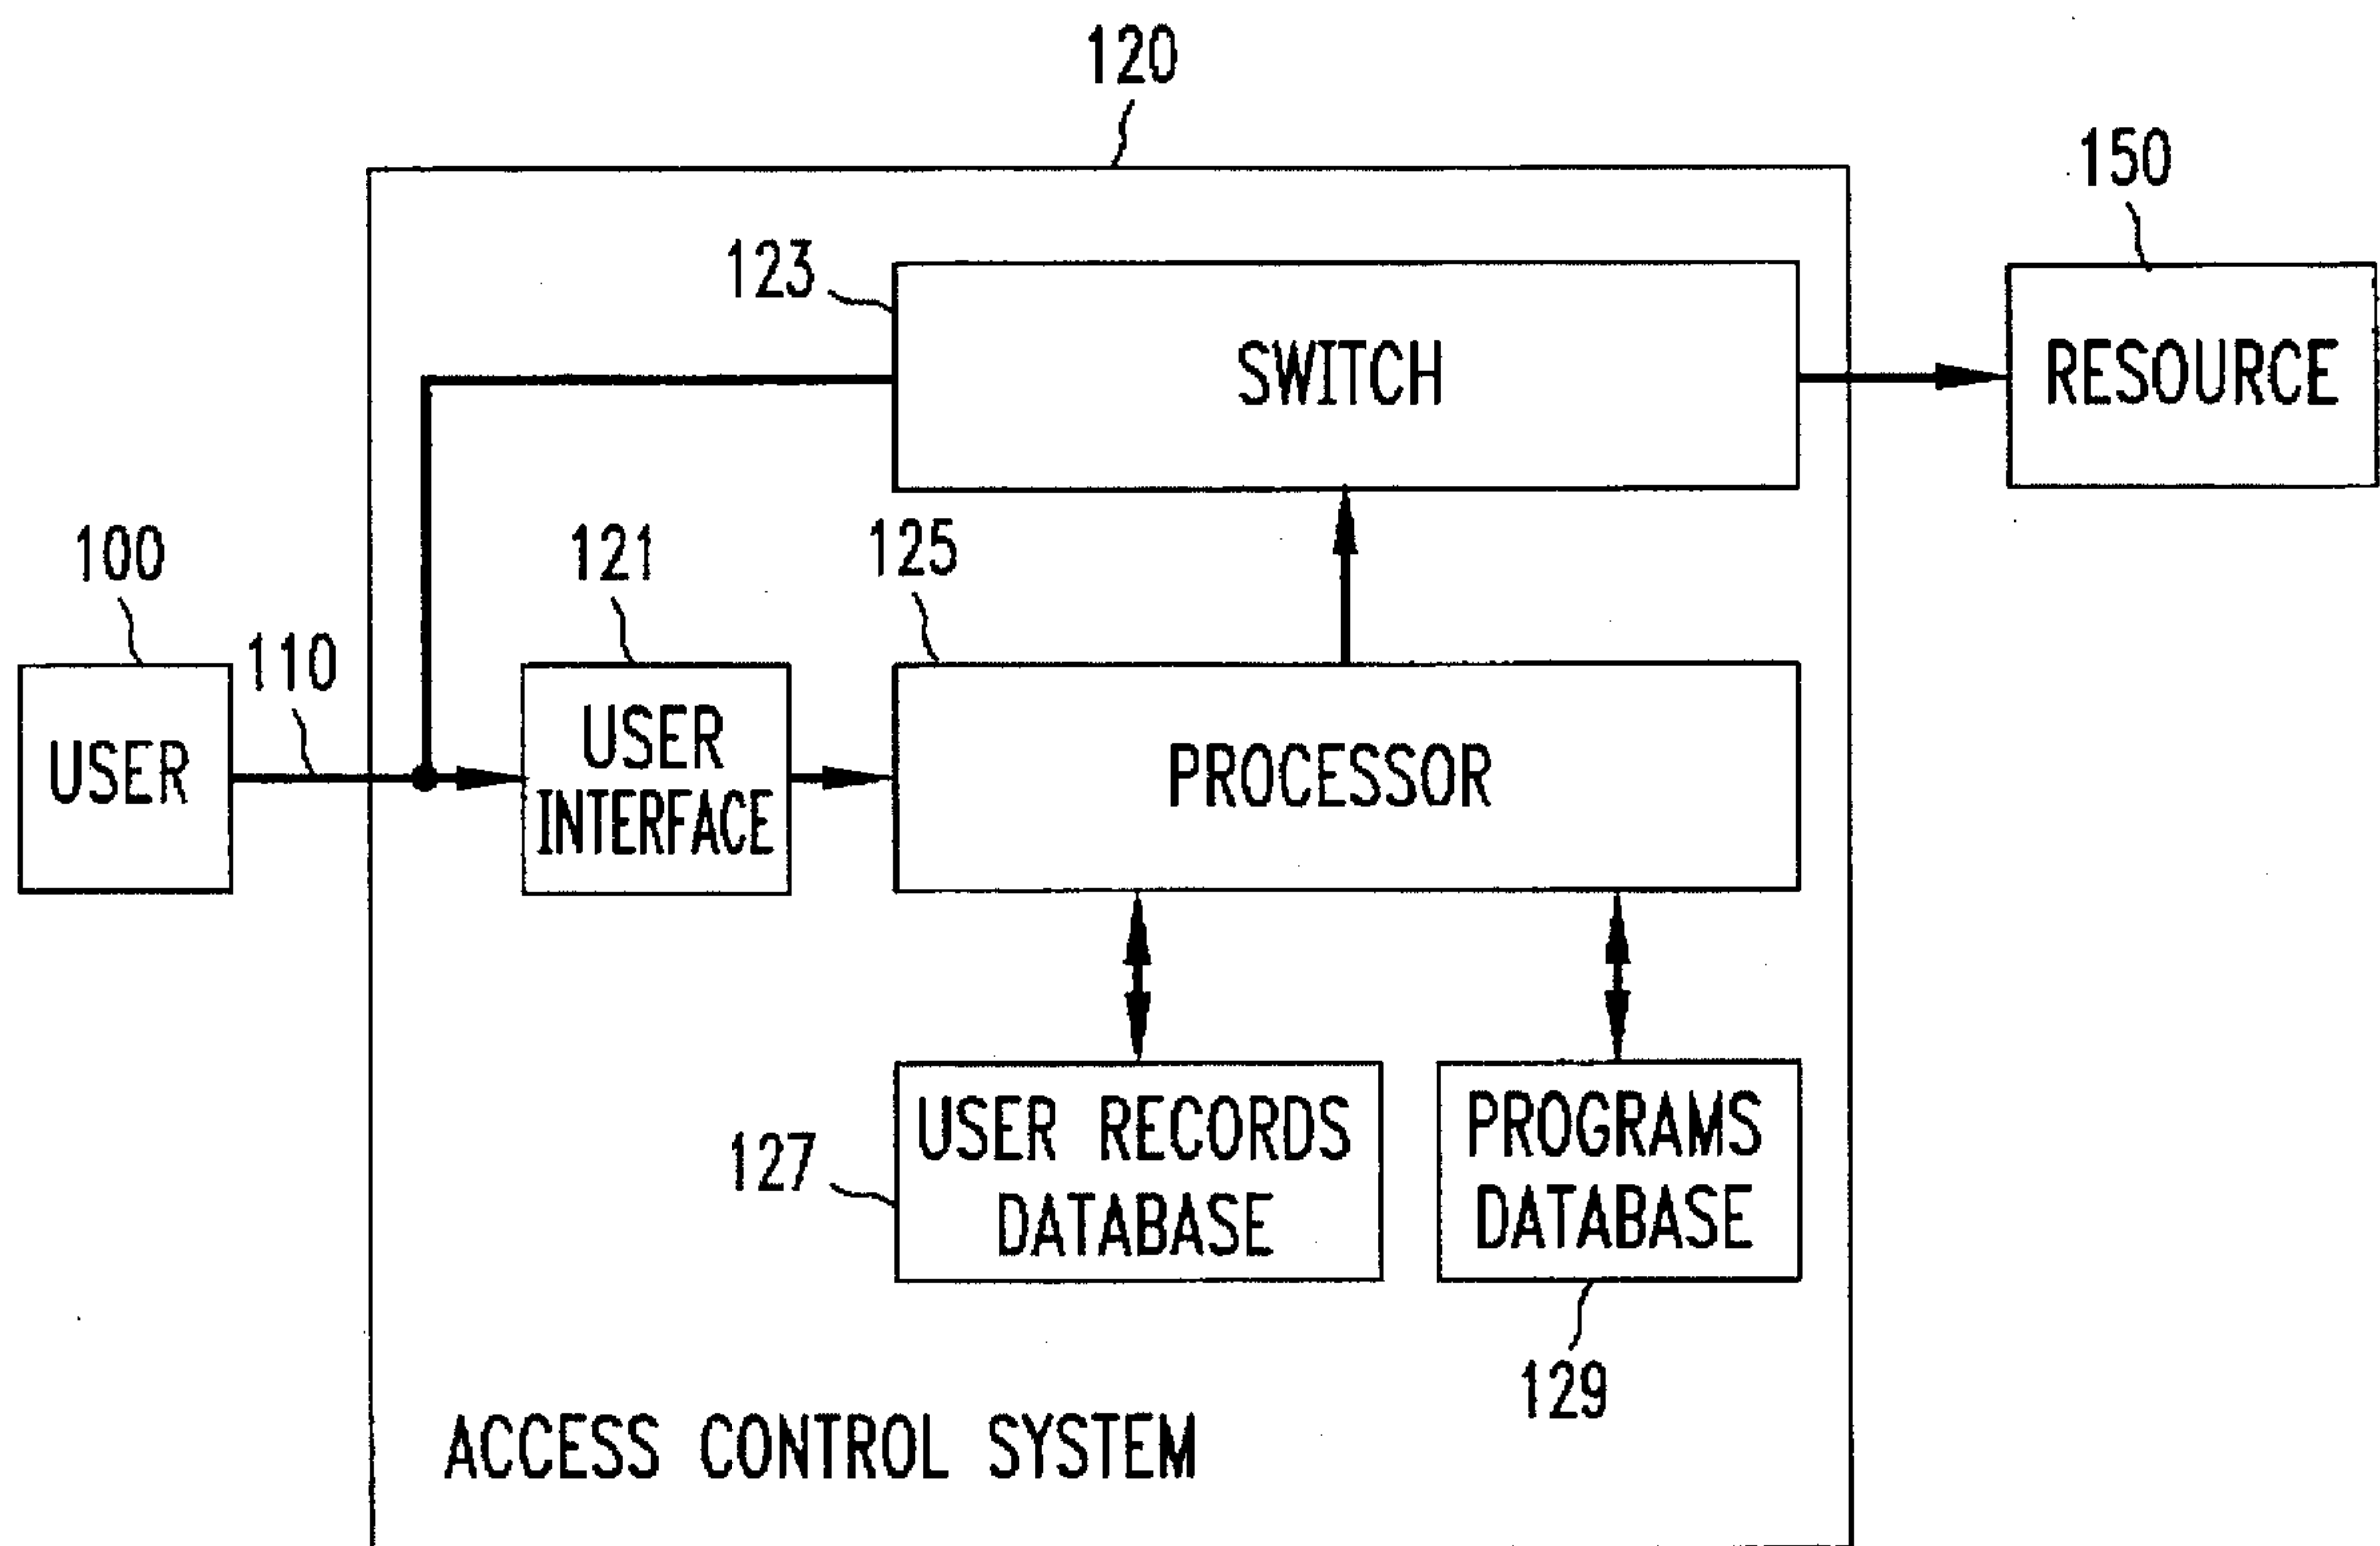 120
150
123
SWITCH
RESOURCE
100
121
125
110
USER
USER
INTERFACE
PROCESSOR
USER RECORDS
DATABASE
PROGRAMS
DATABASE
127
129
ACCESS CONTROL SYSTEM